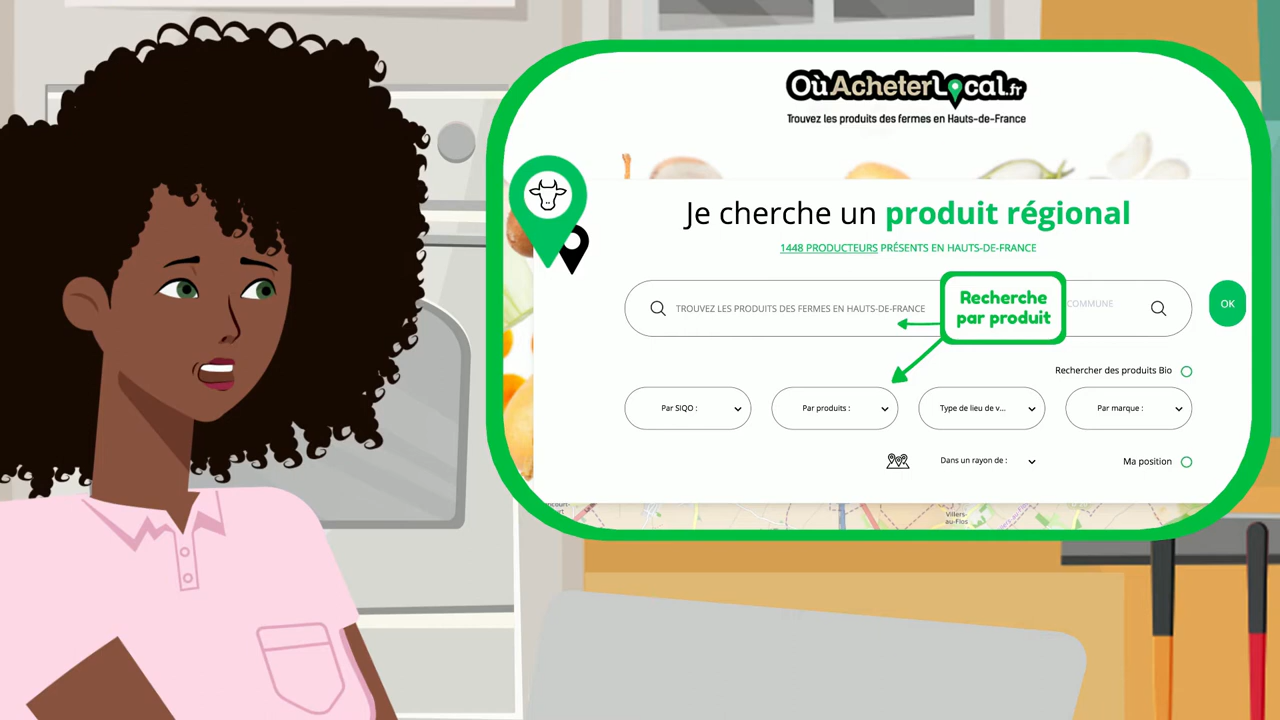 OùAcheterLocal.fr
Trouvez les produits des fermes en Hauts-de-France
Je cherche un produit régional
1448 PRODUCTEURS PRÉSENTS EN HAUTS-DE-FRANCE
TROUVEZ LES PRODUITS DES FERMES EN HAUTS-DE-FRANCE
Recherche
par produit
COMMUNE
OK
Rechercher des produits Bio
Par SIQO :
Par produits :
Type de lieu de v...
Par marque :
Dans un rayon de :
Ma position
Villers-
au-Flos